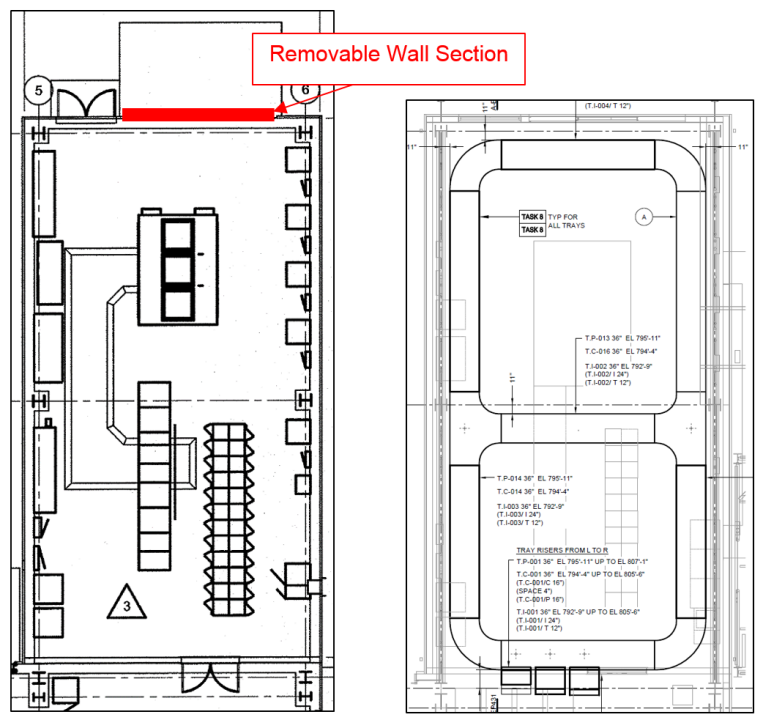 Removable Wall Section
5
6
3
(T.I-004/ T 12")
11"
11"
11"
TASK 8 TYP FOR
TASK 8 ALL TRAYS
A
T.P-013 36" EL 795'-11"
T.C-016 36" EL 794'-4"
T.I-002 36" EL 792'-9"
(T.I-002/ I 24")
(T.I-002/ T 12")
11"
T.P-014 36" EL 795'-11"
T.C-014 36" EL 794'-4"
T.I-003 36" EL 792'-9"
(T.I-003/ I 24")
(T.I-003/ T 12")
TRAY RISERS FROM L TO R
T.P-001 36" EL 795'-11" UP TO EL 807'-1"
T.C-001 36" EL 794'-4" UP TO EL 805'-6"
(T.C-001/C 16")
(SPACE 4")
(T.C-001/P 16")
T.I-001 36" EL 792'-9" UP TO EL 805'-6"
(T.I-001/ I 24")
(T.I-001/ T 12")